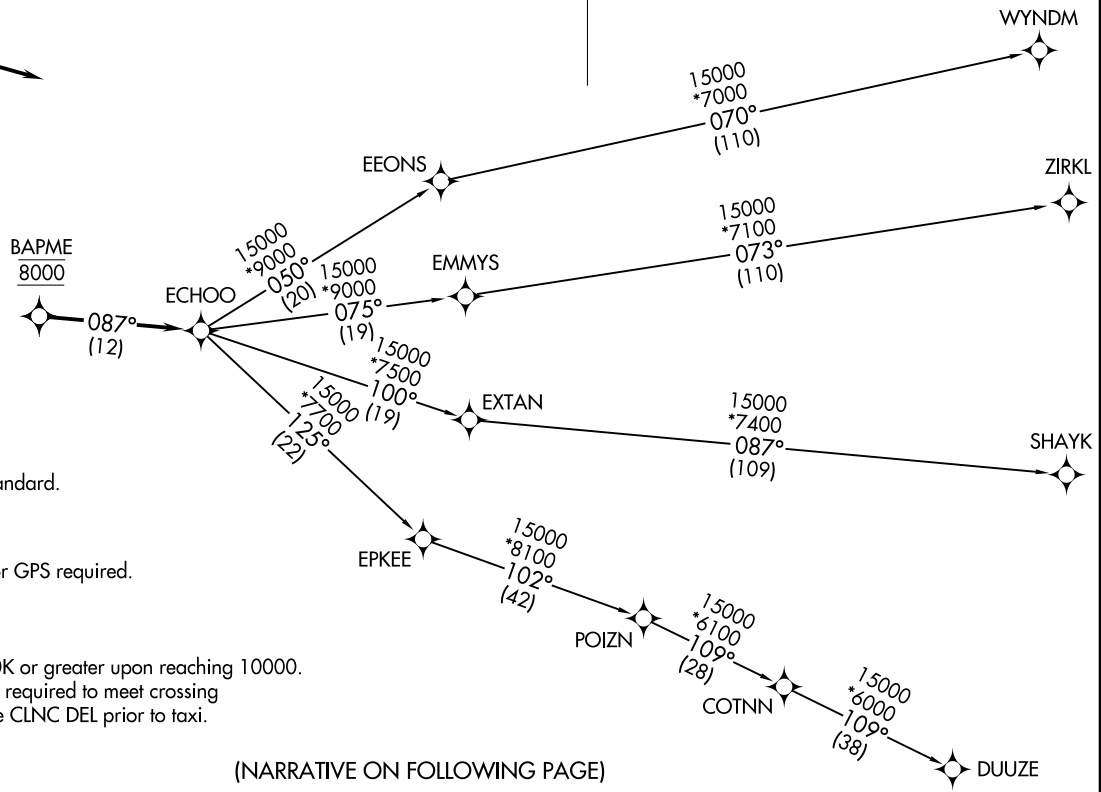 WYNDM
15000
*7000
070°
(110)
EEONS
ZIRKL
15000
*7100
073°
(110)
BAPME
8000
15000
*9000
050°
(20)
15000
*9000
075°
(19)
EMMYS
ECHOO
087°
(12)
15000
*7500
100°
(19)
EXTAN
15000
*7400
087°
(109)
SHAYK
15000
*7700
125°
(22)
EPKEE
15000
*8100
102°
(42)
POIZN
15000
*6100
109°
(28)
COTNN
15000
*6000
109°
(38)
DUUZE
GPS required.
or greater upon reaching 10000.
required to meet crossing
CLNC DEL prior to taxi.
(NARRATIVE ON FOLLOWING PAGE)